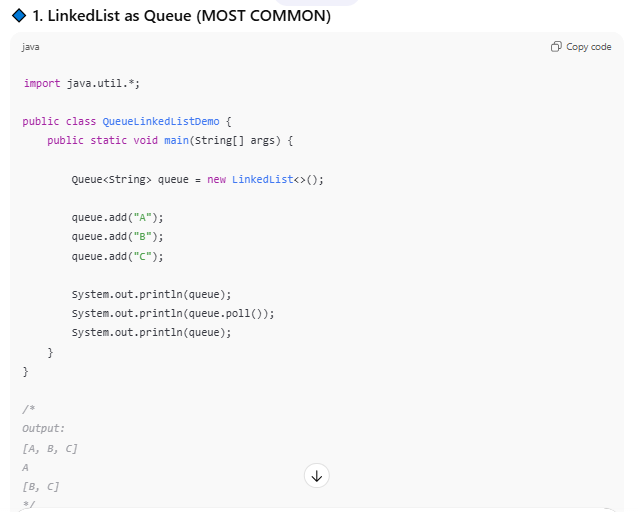 1. LinkedList as Queue (MOST COMMON)
java
Copy code
import java.util.*;
public class QueueLinkedListDemo {
public static void main(String[] args) {
Queue<String> queue = new LinkedList<>();
queue.add("A");
queue.add("B");
queue.add("C");
System.out.println(queue);
System.out.println(queue.poll());
System.out.println(queue);
}
}
/*
Output:
[A, B, C]
A
[B, C]
*/